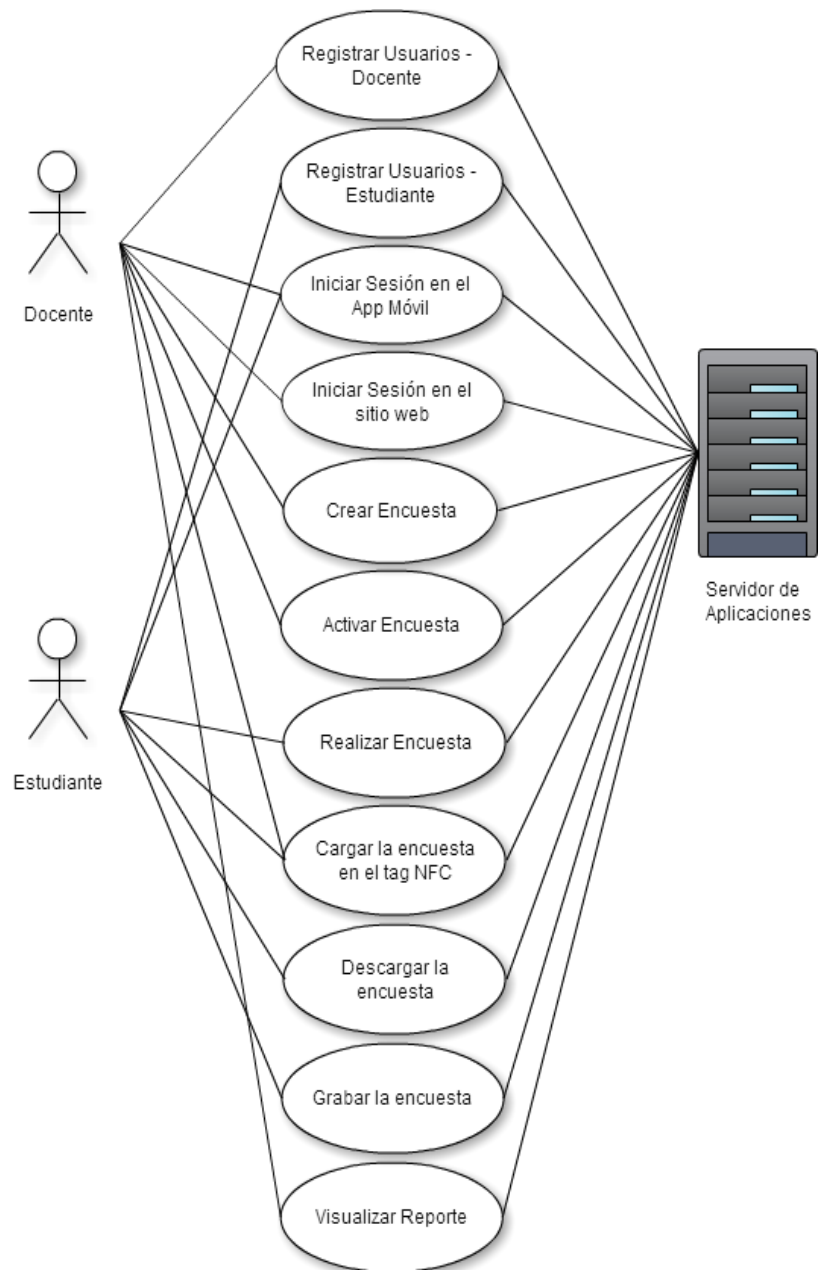 Registrar Usuarios -
Docente
Registrar Usuarios -
Estudiante
Docente
Iniciar Sesión en el
App Móvil
Iniciar Sesión en el
sitio web
Crear Encuesta
Servidor de
Aplicaciones
Activar Encuesta
Realizar Encuesta
Estudiante
Cargar la encuesta
en el tag NFC
Descargar la
encuesta
Grabar la encuesta
Visualizar Reporte